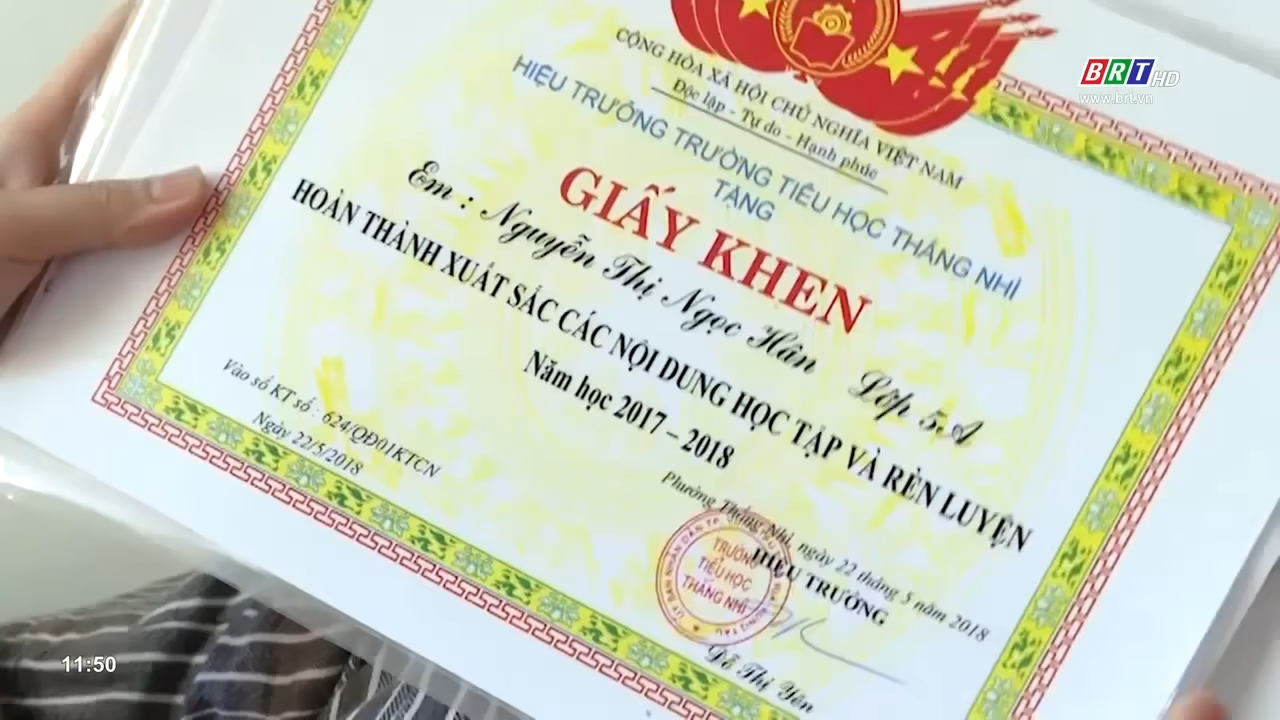 BRT HD
www.brt.vn
CỘNG HÒA XÃ HỘI CHỦ NGHĨA VIỆT NAM
Độc lập - Tự do - Hạnh phúc
HIỆU TRƯỞNG TRƯỜNG TIỂU HỌC THẮNG NHÌ
TẶNG
GIẤY KHEN
Em : Nguyễn Thị Ngọc Hân Lớp 5A
HOÀN THÀNH XUẤT SẮC CÁC NỘI DUNG HỌC TẬP VÀ RÈN LUYỆN
Năm học 2017 – 2018
Vào sổ KT số : 624/QĐ01KTCN
Ngày 22/5/2018
Phường Thắng Nhì, ngày 22 tháng 5 năm 2018
HIỆU TRƯỞNG
TRƯỜNG
TIỂU HỌC
THẮNG NHÌ
Đỗ Thị Yên
11:50